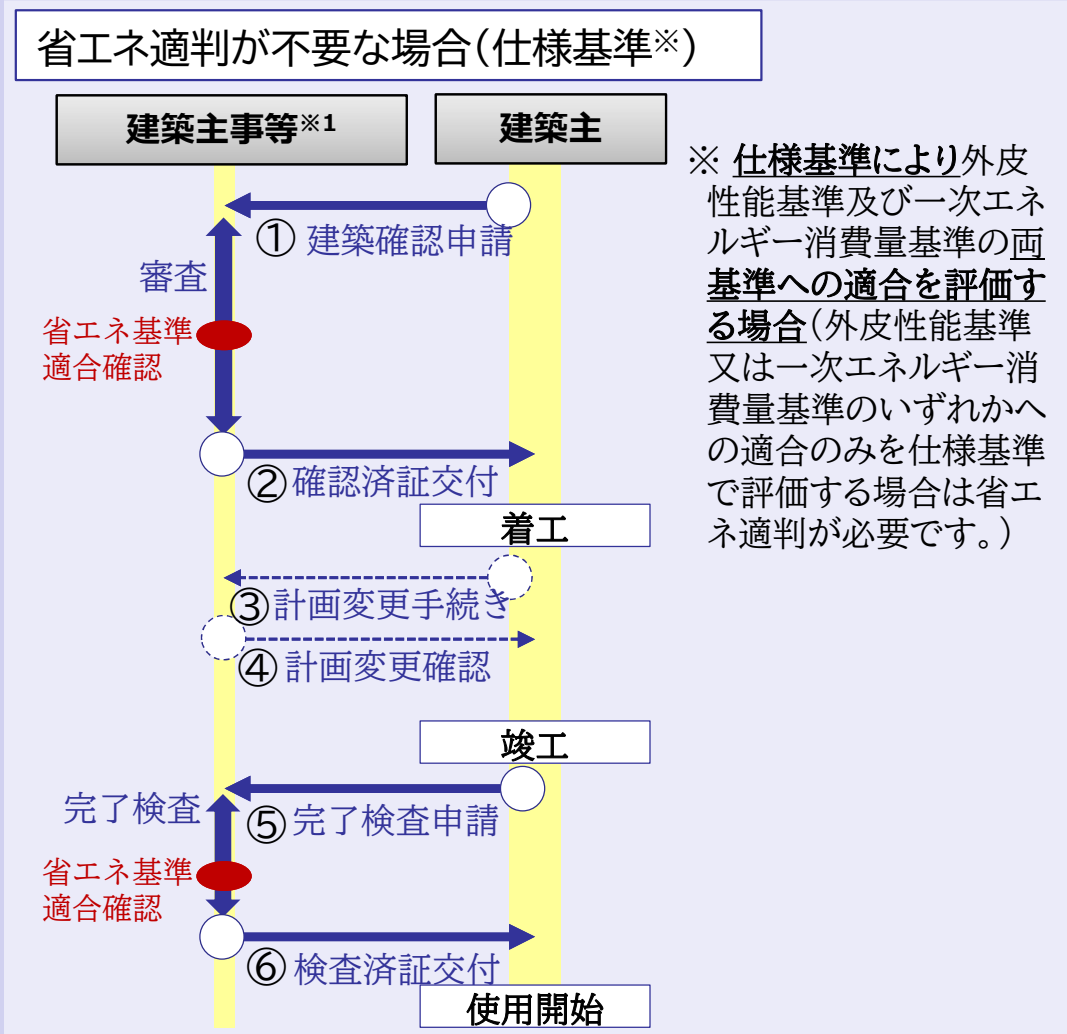 省エネ適判が不要な場合(仕様基準※)
建築主事等※1
建築主
① 建築確認申請
審査
省エネ基準
適合確認
②確認済証交付
着工
③計画変更手続き
④計画変更確認
竣工
完了検査
⑤完了検査申請
省エネ基準
適合確認
⑥検査済証交付
使用開始
※ 仕様基準により外皮
性能基準及び一次エネ
ルギー消費量基準の両
基準への適合を評価す
る場合(外皮性能基準
又は一次エネルギー消
費量基準のいずれかへ
の適合のみを仕様基準
で評価する場合は省エ
ネ適判が必要です。)